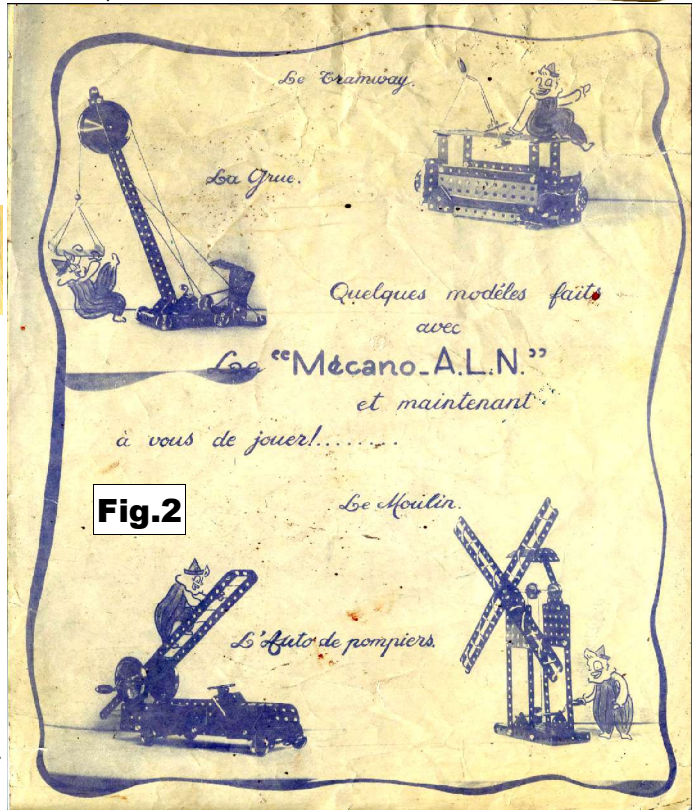 Le Tramway.
La Grue.
Quelques modéles faits
avec
Le "Mécano_A.L.N."
et maintenant
à vous de jouer!........
Fig.2
Le Moulin.
L'Auto de pompiers.